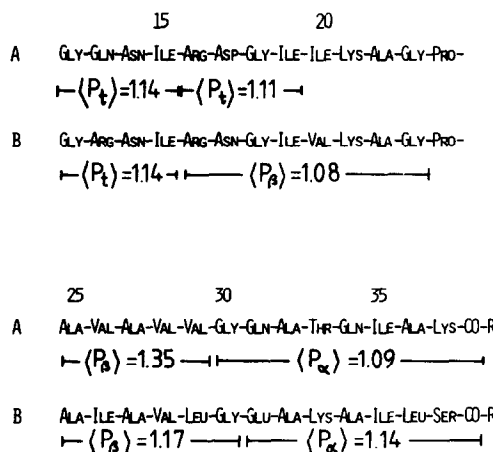 15 20
A GLY-GLN-ASN-ILE-ARG-ASP-GLY-ILE-ILE-LYS-ALA-GLY-PRO-
⟨Pt⟩=1.14 ⟨Pt⟩=1.11
B GLY-ARG-ASN-ILE-ARG-ASN-GLY-ILE-VAL-LYS-ALA-GLY-PRO-
⟨Pt⟩=1.14 ⟨Pβ⟩=1.08
25 30 35
A ALA-VAL-ALA-VAL-VAL-GLY-GLN-ALA-THR-GLN-ILE-ALA-LYS-CO-R
⟨Pβ⟩=1.35 ⟨Pα⟩=1.09
B ALA-ILE-ALA-VAL-LEU-GLY-GLU-ALA-LYS-ALA-ILE-LEU-SER-CO-R
⟨Pβ⟩=1.17 ⟨Pα⟩=1.14